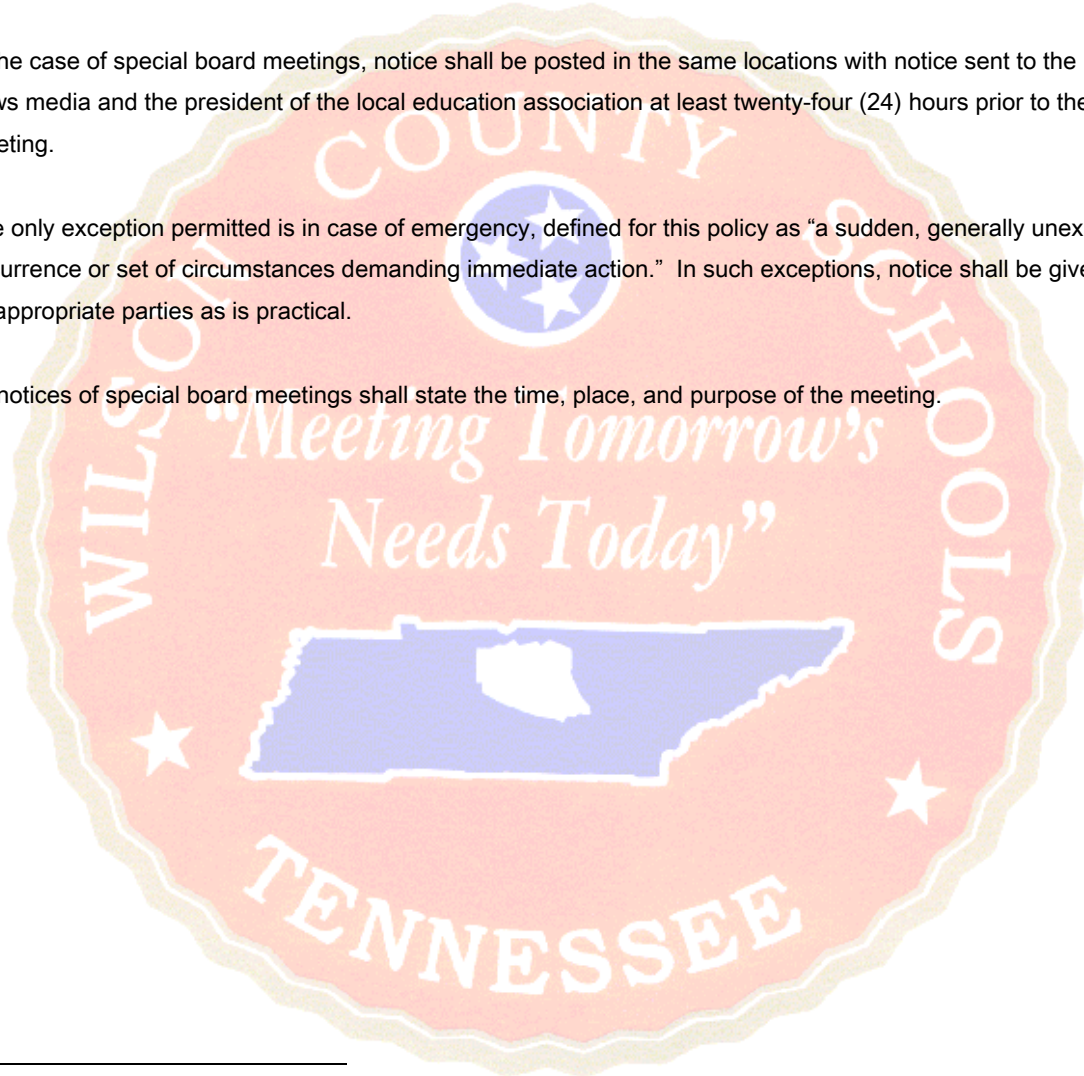 he case of special board meetings, notice shall be posted in the same locations with notice sent to the
ws media and the president of the local education association at least twenty-four (24) hours prior to the
eting.
e only exception permitted is in case of emergency, defined for this policy as “a sudden, generally unex
urrence or set of circumstances demanding immediate action.” In such exceptions, notice shall be give
appropriate parties as is practical.
notices of special board meetings shall state the time, place, and purpose of the meeting.
WILSON COUNTY SCHOOLS
“Meeting Tomorrow's
Needs Today”
TENNESSEE